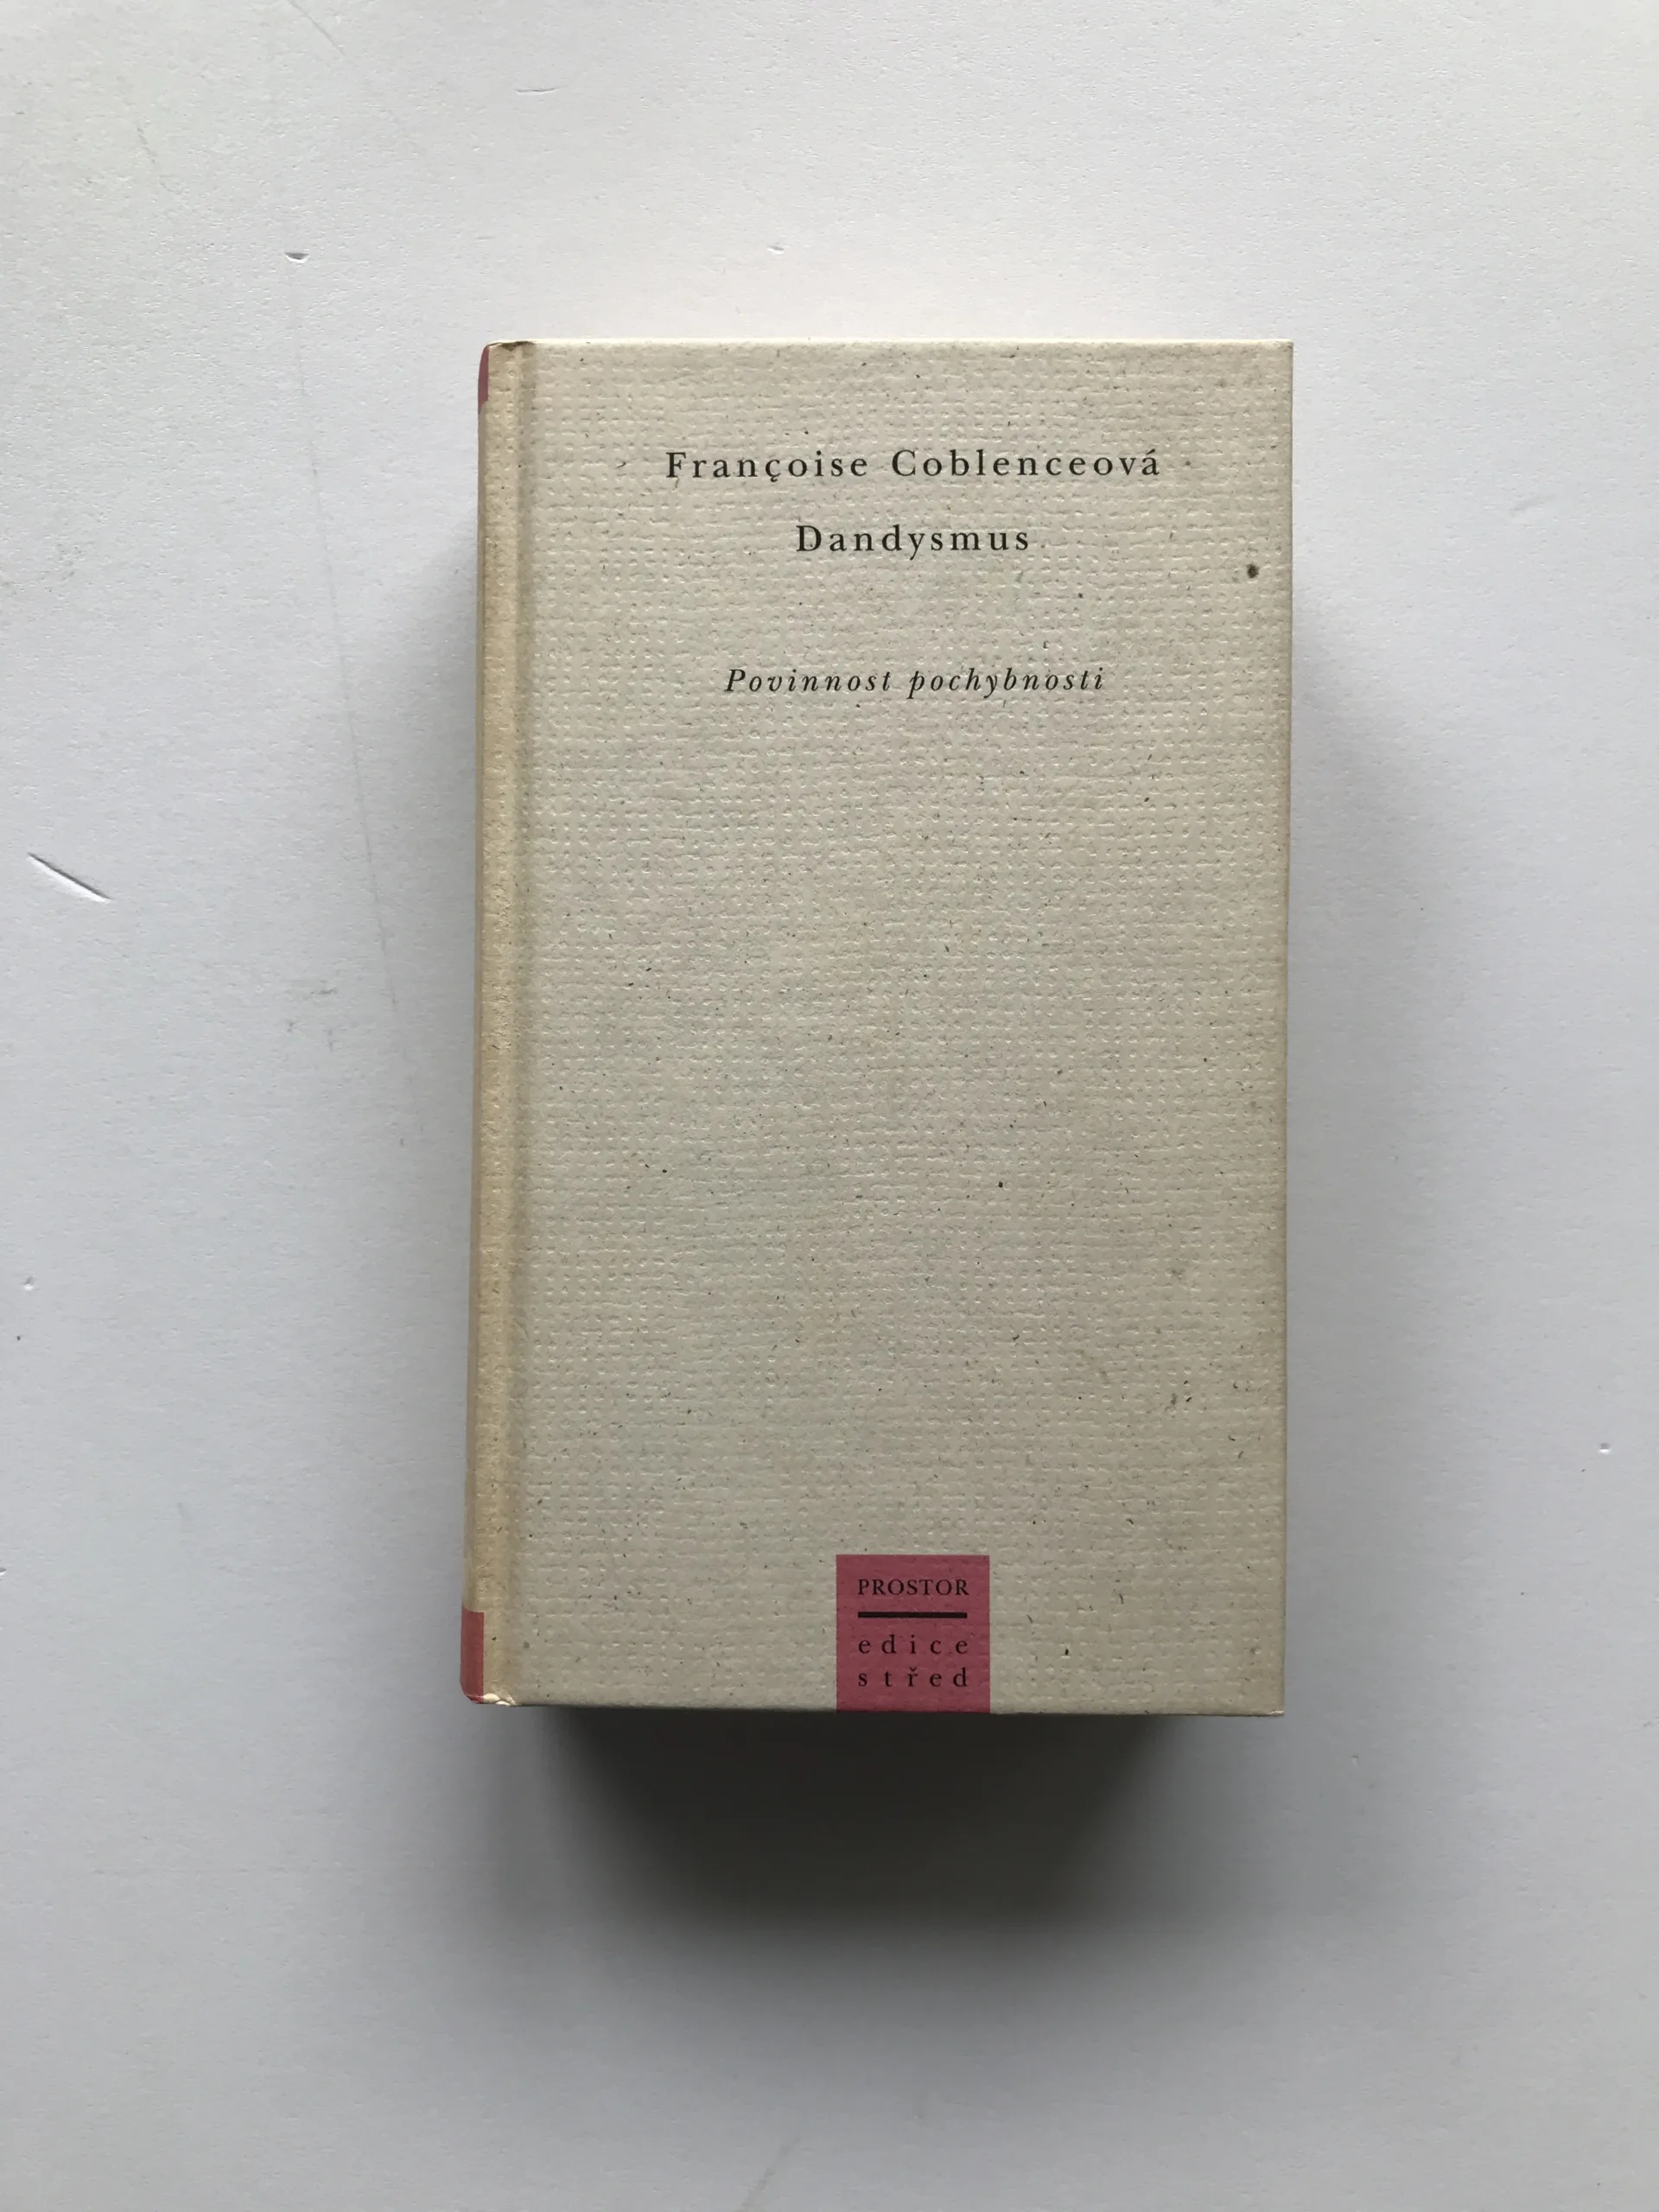 Françoise Coblenceová
Dandysmus
Povinnost pochybnosti
PROSTOR
edice
střed